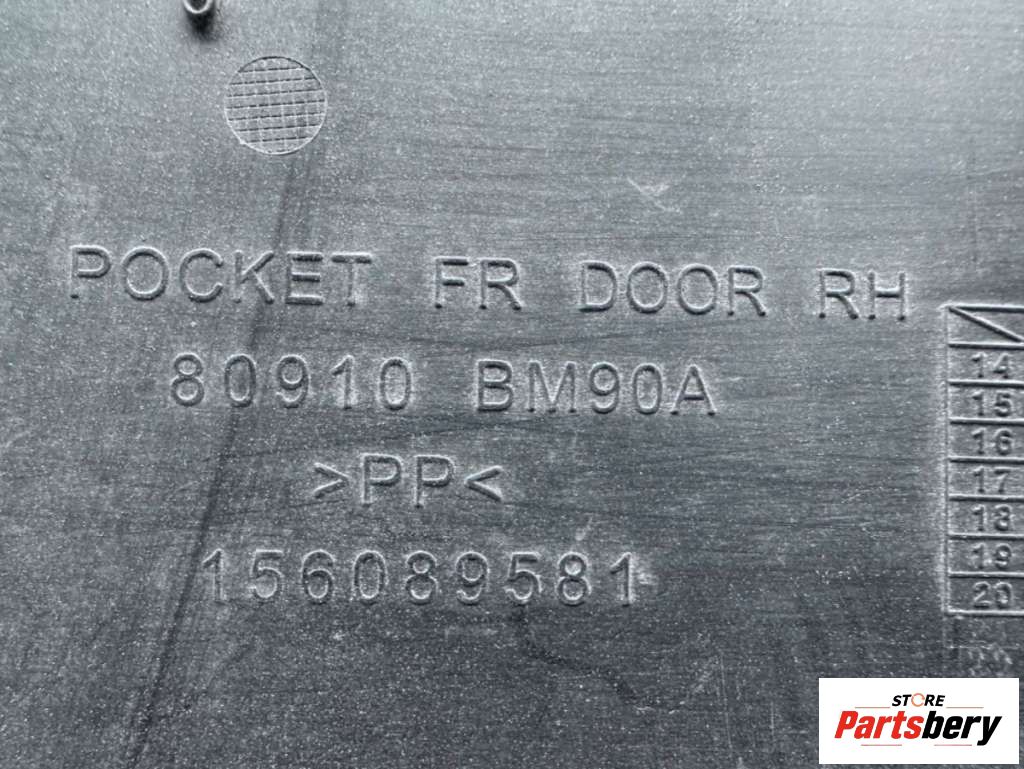 POCKET FR DOOR RH
80910 BM90A
>PP<
156089581
14
15
16
17
18
19
20
STORE
Partsbery